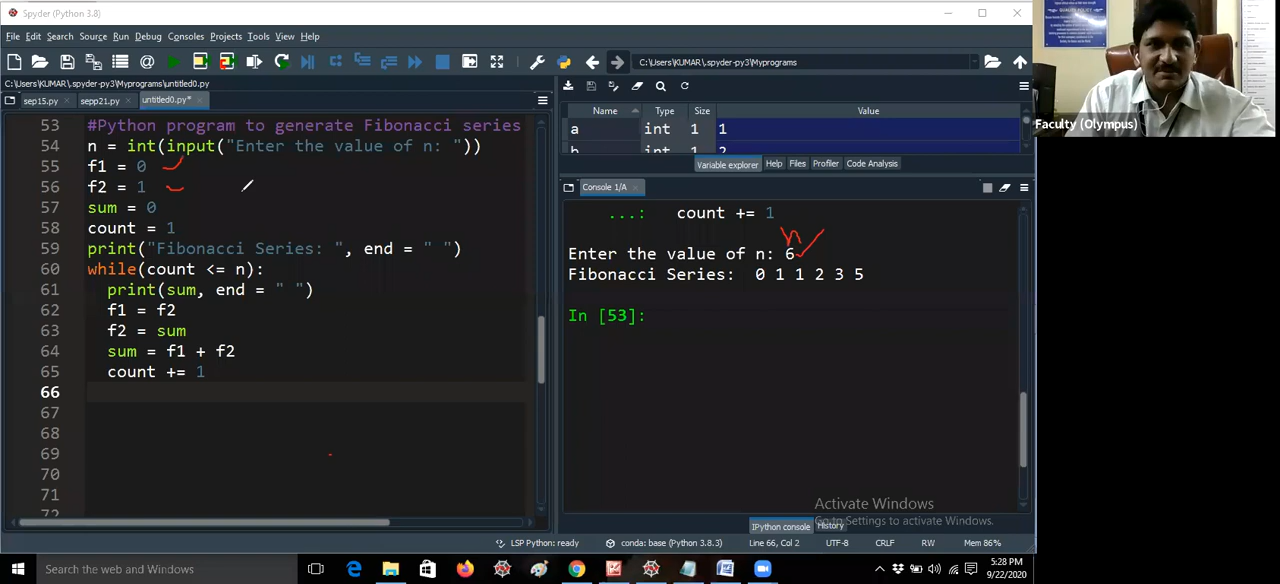 Spyder (Python 3.8)
File Edit Search Source Run Debug Consoles Projects Tools View Help
C:\Users\KUMAR\.spyder-py3\Myprograms
C:\Users\KUMAR\.spyder-py3\Myprograms\untitled0.py
sep15.py sepp21.py untitled0.py*
53 #Python program to generate Fibonacci series
54 n = int(input("Enter the value of n: "))
55 f1 = 0
56 f2 = 1
57 sum = 0
58 count = 1
59 print("Fibonacci Series: ", end = " ")
60 while(count <= n):
61 print(sum, end = " ")
62 f1 = f2
63 f2 = sum
64 sum = f1 + f2
65 count += 1
66
67
68
69
70
71
72
Name Type Size Value
a int 1 1
b int 1 2
Variable explorer Help Files Profiler Code Analysis
Console 1/A
...: count += 1
n
Enter the value of n: 6
Fibonacci Series: 0 1 1 2 3 5
In [53]:
Activate Windows
Go to Settings to activate Windows.
IPython console History
LSP Python: ready conda: base (Python 3.8.3) Line 66, Col 2 UTF-8 CRLF RW Mem 86%
QUALITY POLICY
Faculty (Olympus)
Search Windows
5:28 PM
9/22/2020